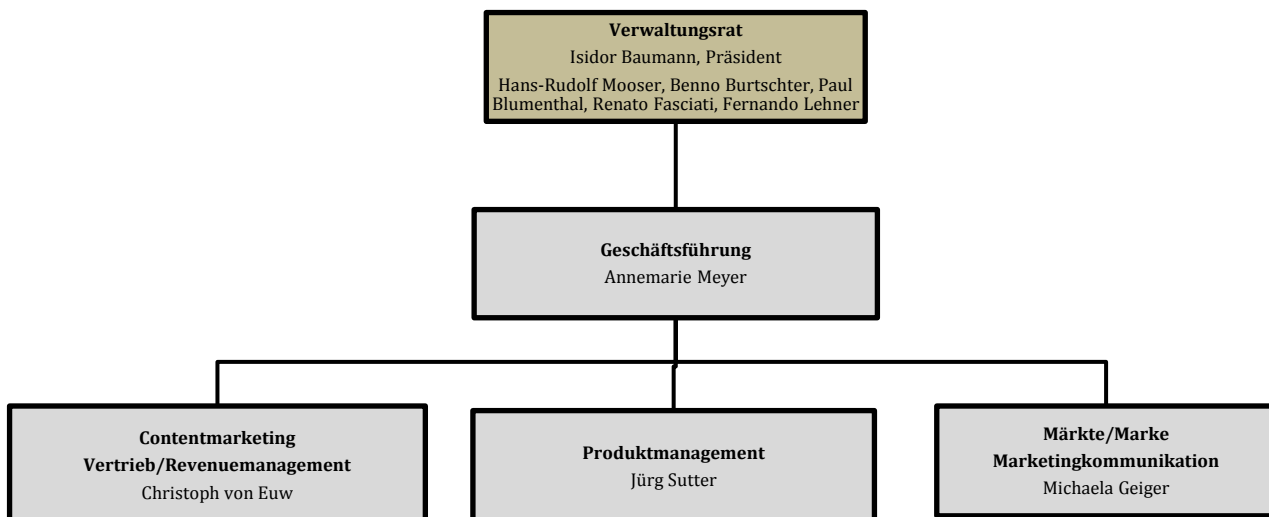 Verwaltungsrat
Isidor Baumann, Präsident
Hans-Rudolf Mooser, Benno Burtschter, Paul
Blumenthal, Renato Fasciati, Fernando Lehner
Geschäftsführung
Annemarie Meyer
Contentmarketing
Vertrieb/Revenuemanagement
Christoph von Euw
Produktmanagement
Jürg Sutter
Märkte/Marke
Marketingkommunikation
Michaela Geiger